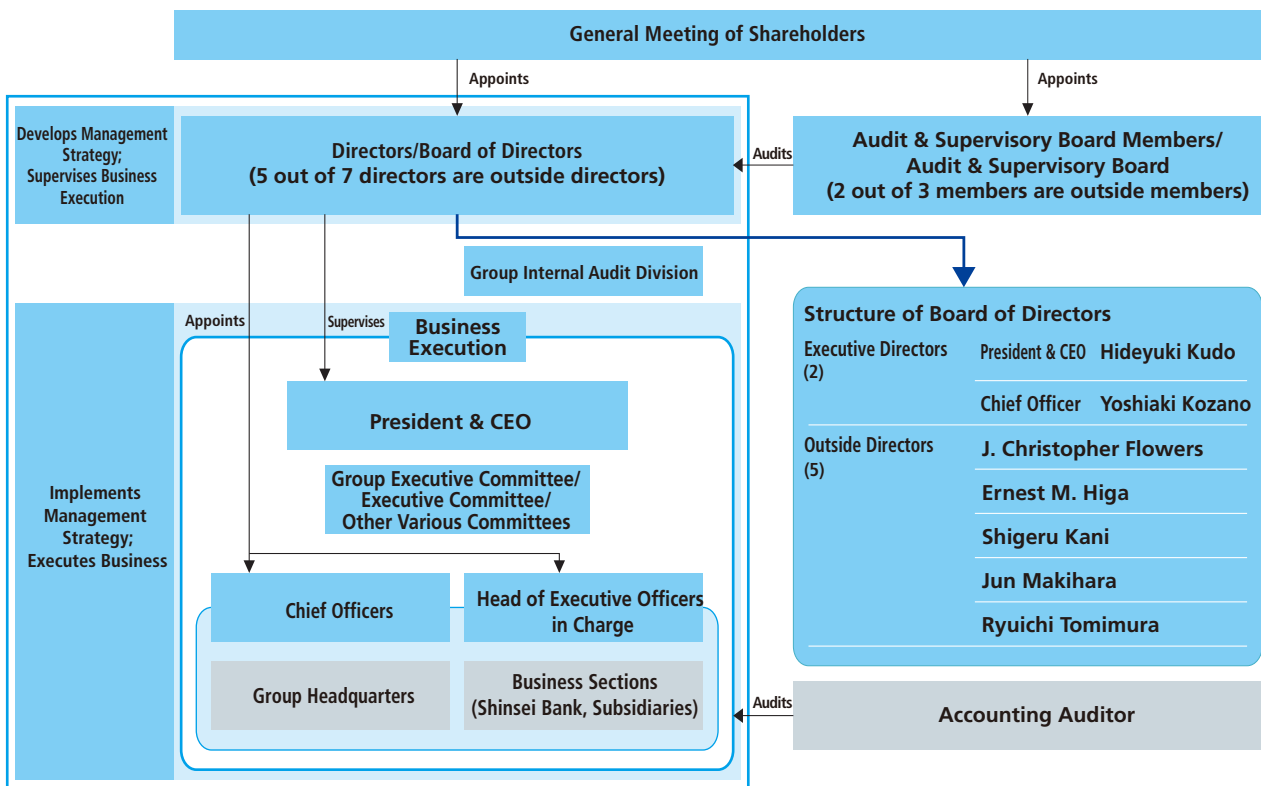 General Meeting of Shareholders
Appoints
Appoints
Develops Management
Strategy;
Supervises Business
Execution
Directors/Board of Directors
(5 out of 7 directors are outside directors)
Audits
Audit & Supervisory Board Members/
Audit & Supervisory Board
(2 out of 3 members are outside members)
Group Internal Audit Division
Appoints
Supervises
Business
Execution
President & CEO
Group Executive Committee/
Executive Committee/
Other Various Committees
Implements
Management
Strategy;
Executes Business
Chief Officers
Head of Executive Officers
in Charge
Group Headquarters
Business Sections
(Shinsei Bank, Subsidiaries)
Structure of Board of Directors
Executive Directors
(2)
President & CEO Hideyuki Kudo
Chief Officer Yoshiaki Kozano
Outside Directors
(5)
J. Christopher Flowers
Ernest M. Higa
Shigeru Kani
Jun Makihara
Ryuichi Tomimura
Audits
Accounting Auditor